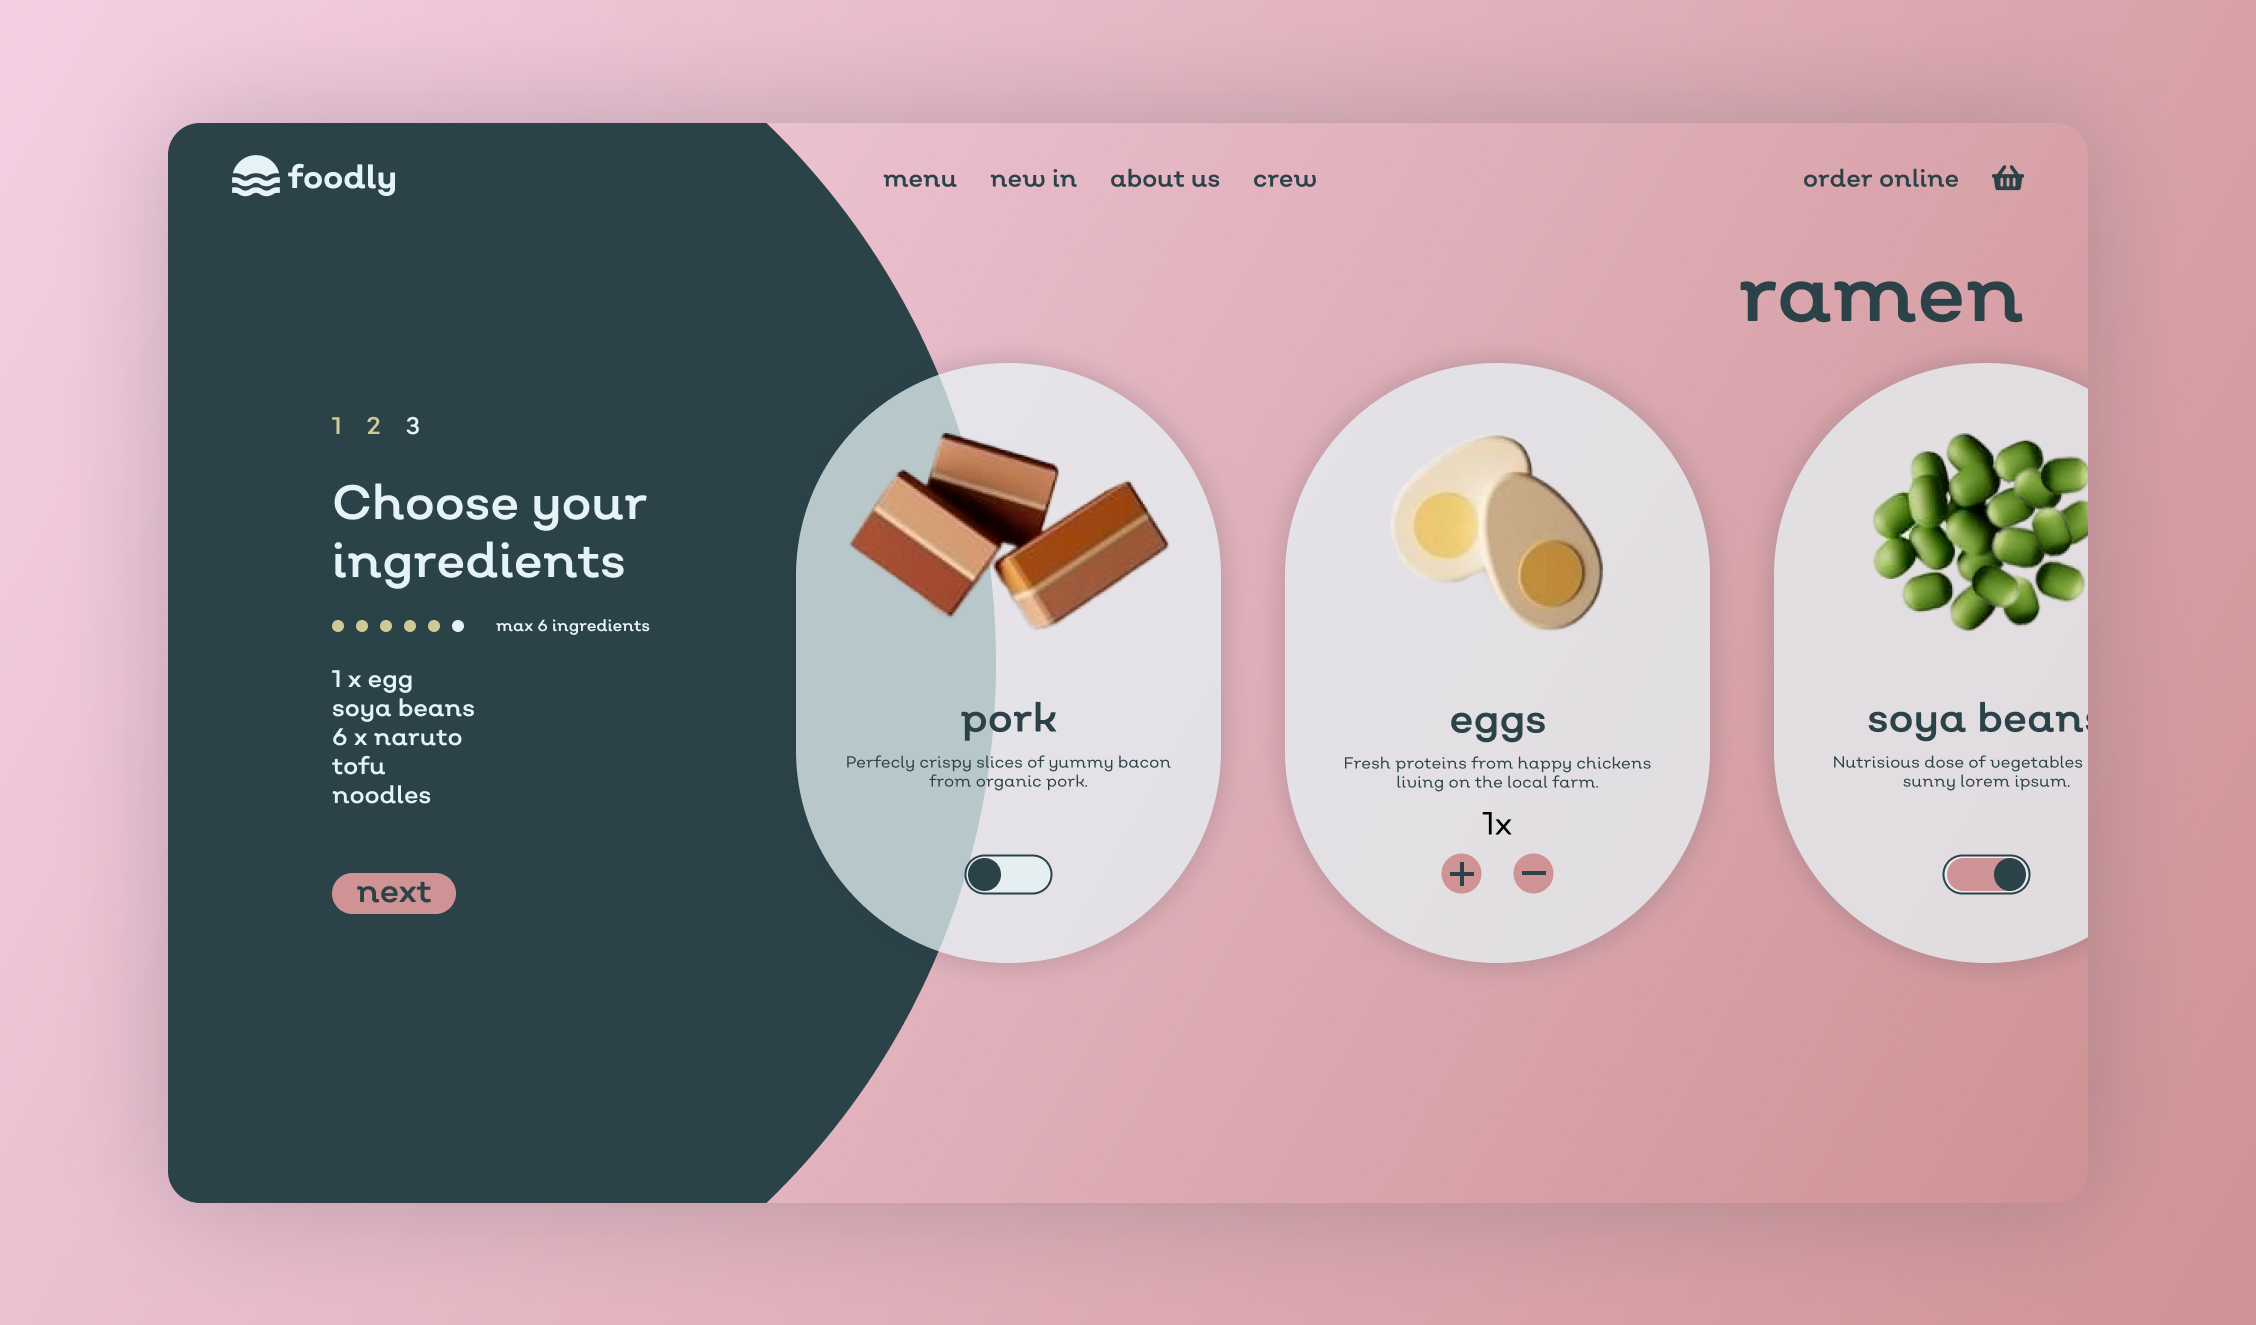 foodly
menu new in about us crew
order online
ramen
1 2 3
Choose your
ingredients
max 6 ingredients
1 x egg
soya beans
6 x naruto
tofu
noodles
next
pork
Perfecly crispy slices of yummy bacon
from organic pork.
eggs
Fresh proteins from happy chickens
living on the local farm.
1x
soya beans
Nutrisious dose of vegetables
sunny lorem ipsum.